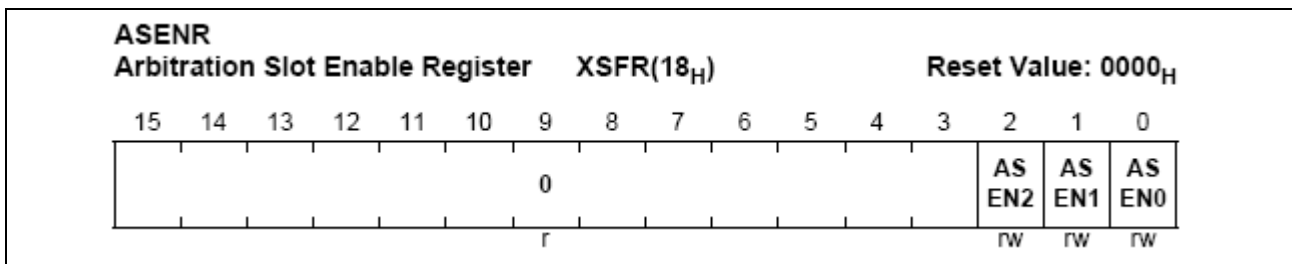 ASENR
Arbitration Slot Enable Register XSFR(18H) Reset Value: 0000H
15 14 13 12 11 10 9 8 7 6 5 4 3 2 1 0
0 AS EN2 AS EN1 AS EN0
r rw rw rw